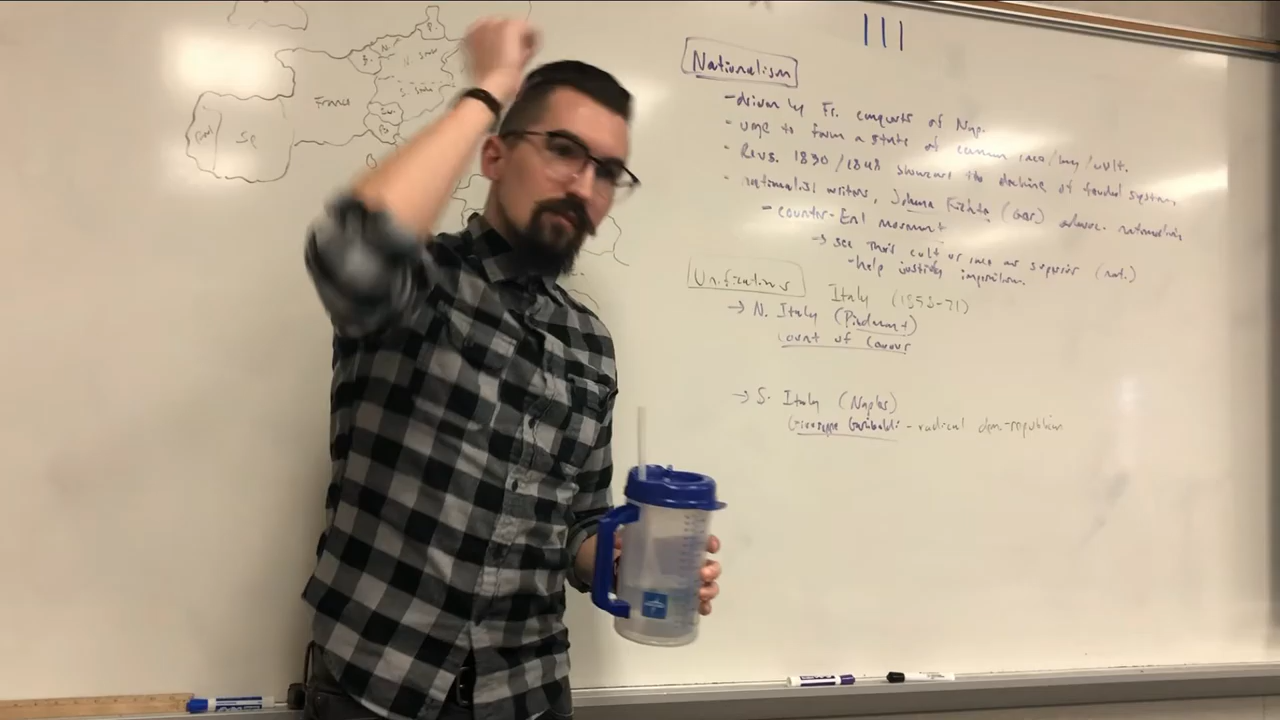 France
Sp
N. States
S. States
Nationalism
- driven by Fr. conquests of Nap.
- urge to form a state of common race/lang/cult.
- Revs. 1830/1848 showcased the decline of feudal system
- nationalist writers, Johann Fichte (Ger) advanc. nationalism
- counter-Enl movement
→ see their cult or race as superior (nat.)
- help justify imperialism.
Unifications Italy (1858-71)
→ N. Italy (Piedmont)
Count of Cavour
→ S. Italy (Naples)
Giuseppe Garibaldi - radical dem-republican